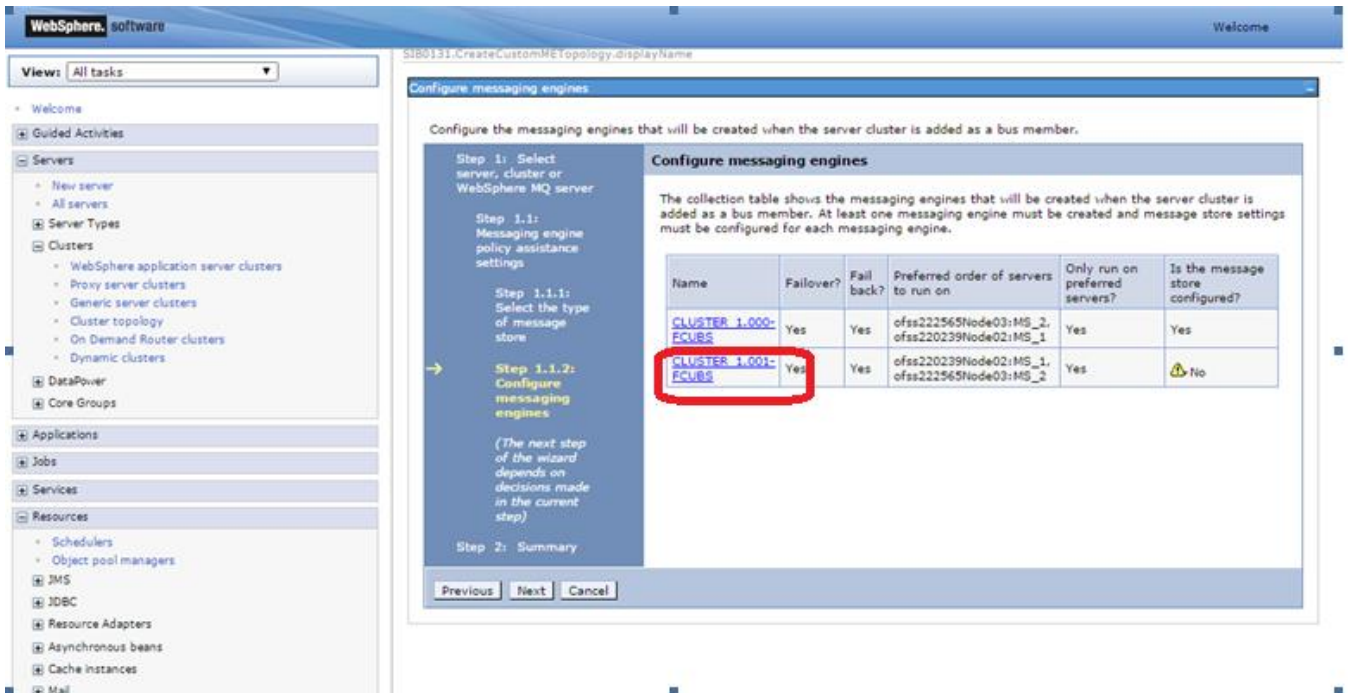 WebSphere. software
Welcome
View: All tasks
Welcome
Guided Activities
Servers
New server
All servers
Server Types
Clusters
WebSphere application server clusters
Proxy server clusters
Generic server clusters
Cluster topology
On Demand Router clusters
Dynamic clusters
DataPower
Core Groups
Applications
Jobs
Services
Resources
Schedulers
Object pool managers
JMS
JDBC
Resource Adapters
Asynchronous beans
Cache instances
Mail
SIB0131.CreateCustomMETopology.displayName
Configure messaging engines
Configure the messaging engines that will be created when the server cluster is added as a bus member.
Step 1: Select
server, cluster or
WebSphere MQ server
Step 1.1:
Messaging engine
policy assistance
settings
Step 1.1.1:
Select the type
of message
store
Step 1.1.2:
Configure
messaging
engines
(The next step
of the wizard
depends on
decisions made
in the current
step)
Step 2: Summary
Configure messaging engines
The collection table shows the messaging engines that will be created when the server cluster is
added as a bus member. At least one messaging engine must be created and message store settings
must be configured for each messaging engine.
Name
Failover?
Fail
back?
Preferred order of servers
to run on
Only run on
preferred
servers?
Is the message
store
configured?
CLUSTER_1.000-
FCUBS
Yes
Yes
ofss222565Node03:MS_2,
ofss220239Node02:MS_1
Yes
Yes
CLUSTER_1.001-
FCUBS
Yes
Yes
ofss220239Node02:MS_1,
ofss222565Node03:MS_2
Yes
No
Previous Next Cancel